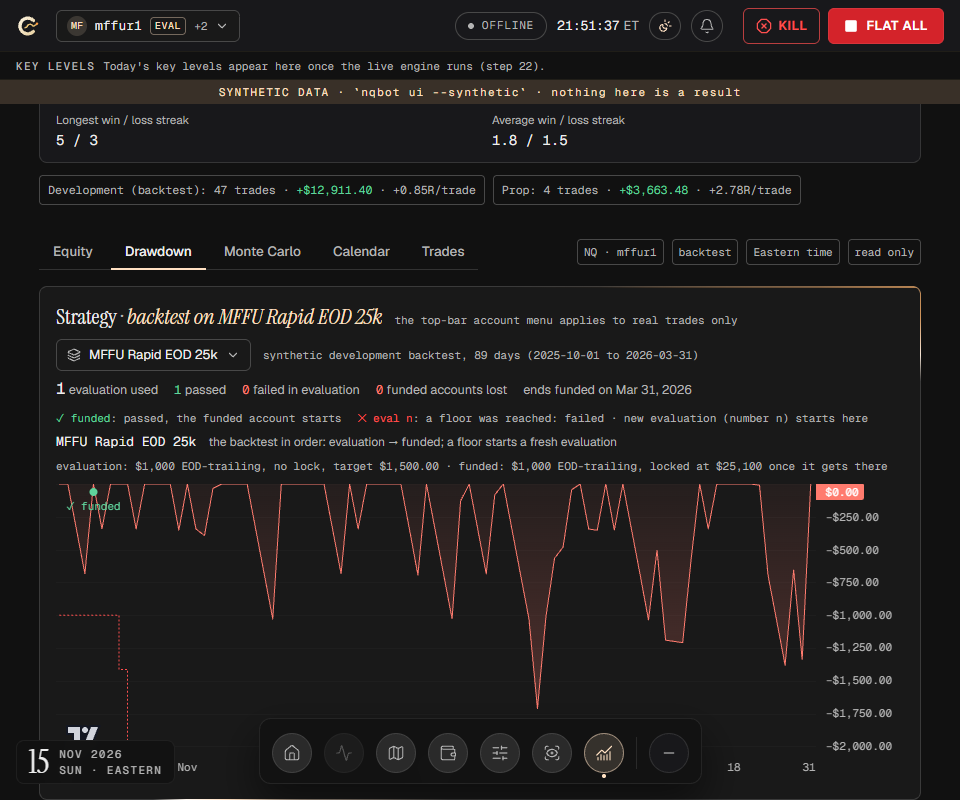 MF mffur1 EVAL +2 OFFLINE 21:51:37 ET KILL FLAT ALL
KEY LEVELS Today's key levels appear here once the live engine runs (step 22).
SYNTHETIC DATA · `nqbot ui --synthetic` · nothing here is a result
Longest win / loss streak Average win / loss streak
5 / 3 1.8 / 1.5
Development (backtest): 47 trades · +$12,911.40 · +0.85R/trade Prop: 4 trades · +$3,663.48 · +2.78R/trade
Equity Drawdown Monte Carlo Calendar Trades NQ · mffur1 backtest Eastern time read only
Strategy · backtest on MFFU Rapid EOD 25k the top-bar account menu applies to real trades only
MFFU Rapid EOD 25k synthetic development backtest, 89 days (2025-10-01 to 2026-03-31)
1 evaluation used 1 passed 0 failed in evaluation 0 funded accounts lost ends funded on Mar 31, 2026
✓ funded: passed, the funded account starts ✕ eval n: a floor was reached: failed · new evaluation (number n) starts here
MFFU Rapid EOD 25k the backtest in order: evaluation → funded; a floor starts a fresh evaluation
evaluation: $1,000 EOD-trailing, no lock, target $1,500.00 · funded: $1,000 EOD-trailing, locked at $25,100 once it gets there
$0.00
✓ funded
−$250.00
−$500.00
−$750.00
−$1,000.00
−$1,250.00
−$1,500.00
−$1,750.00
−$2,000.00
15 NOV 2026
SUN · EASTERN
Nov 18 31